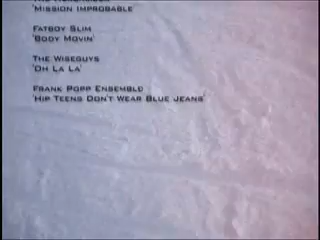 'Mission Improbable'
Fatboy Slim
'Body Movin'
The Wiseguys
'Oh La La'
Frank Popp Ensemble
'Hip Teens Don't Wear Blue Jeans'